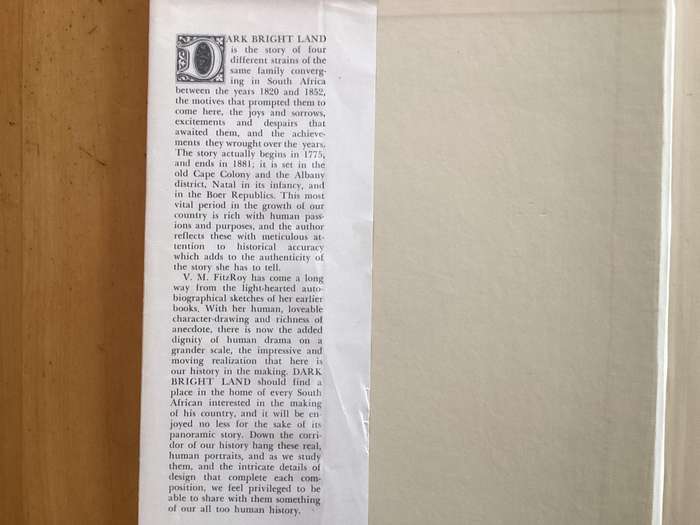 DARK BRIGHT LAND
is the story of four
different strains of the
same family converg-
ing in South Africa
between the years 1820 and 1852,
the motives that prompted them to
come here, the joys and sorrows,
excitements and despairs that
awaited them, and the achieve-
ments they wrought over the years.
The story actually begins in 1775,
and ends in 1881; it is set in the
old Cape Colony and the Albany
district, Natal in its infancy, and
in the Boer Republics. This most
vital period in the growth of our
country is rich with human pass-
ions and purposes, and the author
reflects these with meticulous at-
tention to historical accuracy
which adds to the authenticity of
the story she has to tell.
V. M. FitzRoy has come a long
way from the light-hearted auto-
biographical sketches of her earlier
books. With her human, loveable
character-drawing and richness of
anecdote, there is now the added
dignity of human drama on a
grander scale, the impressive and
moving realization that here is
our history in the making. DARK
BRIGHT LAND should find a
place in the home of every South
African interested in the making
of his country, and it will be en-
joyed no less for the sake of its
panoramic story. Down the corri-
dor of our history hang these real,
human portraits, and as we study
them, and the intricate details of
design that complete each com-
position, we feel privileged to be
able to share with them something
of our all too human history.